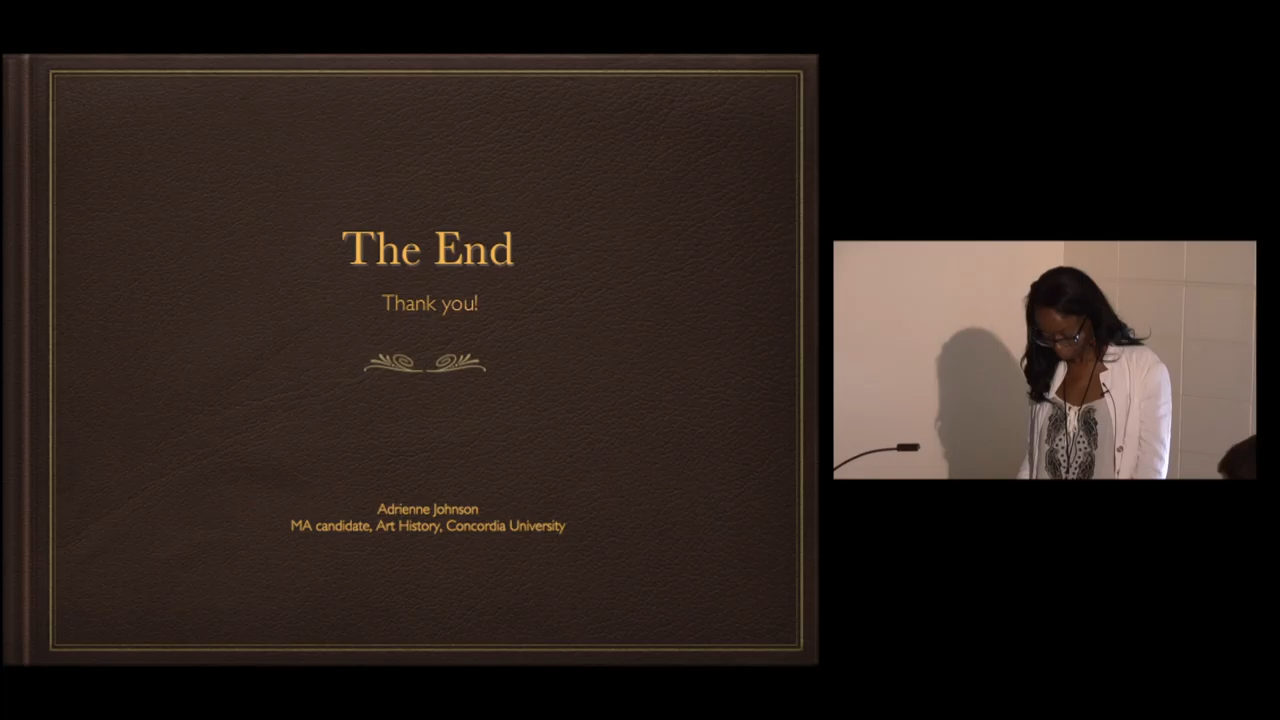 The End
Thank you!
Adrienne Johnson
MA candidate, Art History, Concordia University